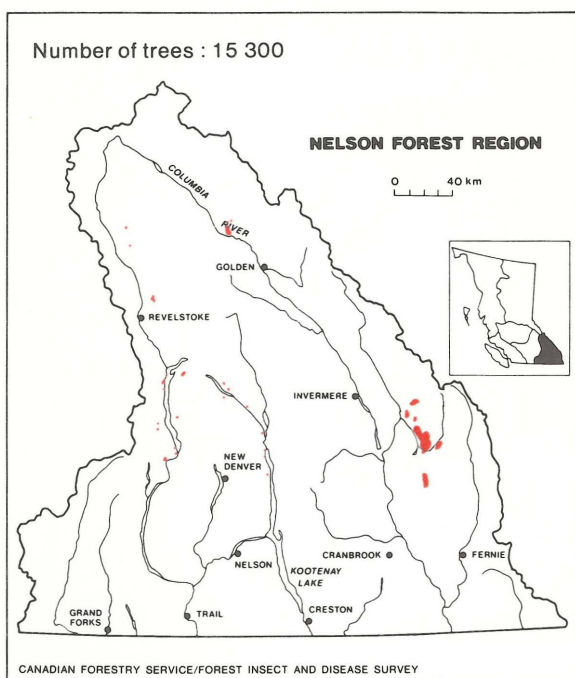 Number of trees : 15 300
NELSON FOREST REGION
0 40 km
COLUMBIA
RIVER
GOLDEN
REVELSTOKE
INVERMERE
NEW
DENVER
NELSON
CRANBROOK
FERNIE
KOOTENAY
LAKE
GRAND
FORKS
TRAIL
CRESTON
CANADIAN FORESTRY SERVICE/FOREST INSECT AND DISEASE SURVEY